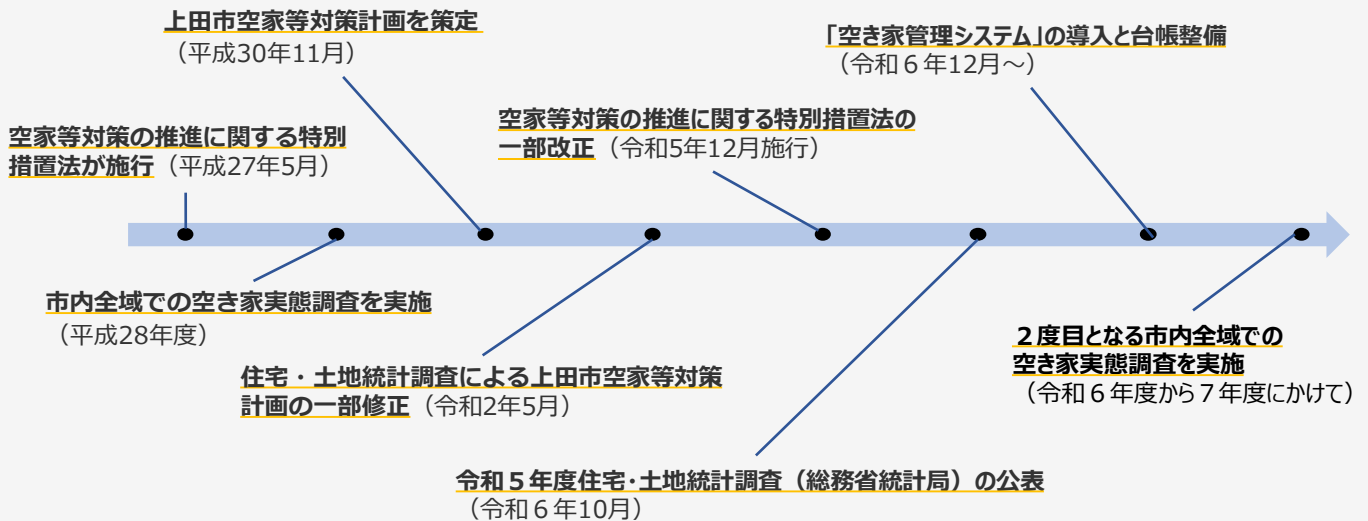 上田市空家等対策計画を策定
（平成30年11月）
「空き家管理システム」の導入と台帳整備
（令和６年12月～）
空家等対策の推進に関する特別
措置法が施行（平成27年5月）
空家等対策の推進に関する特別措置法の
一部改正（令和5年12月施行）
市内全域での空き家実態調査を実施
（平成28年度）
住宅・土地統計調査による上田市空家等対策
計画の一部修正（令和2年5月）
２度目となる市内全域での
空き家実態調査を実施
（令和６年度から７年度にかけて）
令和５年度住宅･土地統計調査（総務省統計局）の公表
（令和６年10月）